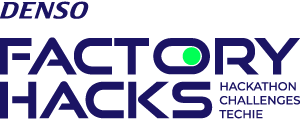 DENSO
FACTORY
HACKS
HACKATHON
CHALLENGES
TECHIE